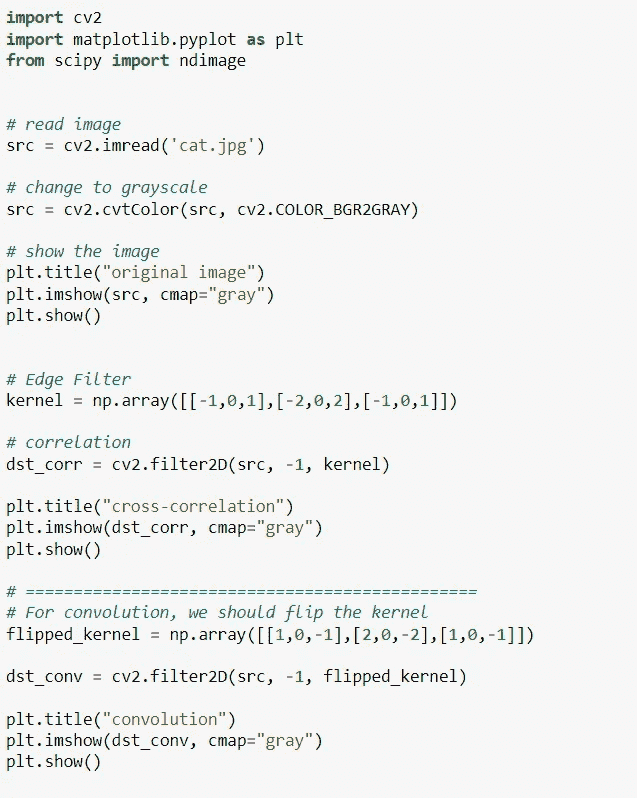 import cv2
import matplotlib.pyplot as plt
from scipy import ndimage
# read image
src = cv2.imread('cat.jpg')
# change to grayscale
src = cv2.cvtColor(src, cv2.COLOR_BGR2GRAY)
# show the image
plt.title("original image")
plt.imshow(src, cmap="gray")
plt.show()
# Edge Filter
kernel = np.array([[-1,0,1],[-2,0,2],[-1,0,1]])
# correlation
dst_corr = cv2.filter2D(src, -1, kernel)
plt.title("cross-correlation")
plt.imshow(dst_corr, cmap="gray")
plt.show()
# ===============================================
# For convolution, we should flip the kernel
flipped_kernel = np.array([[1,0,-1],[2,0,-2],[1,0,-1]])
dst_conv = cv2.filter2D(src, -1, flipped_kernel)
plt.title("convolution")
plt.imshow(dst_conv, cmap="gray")
plt.show()